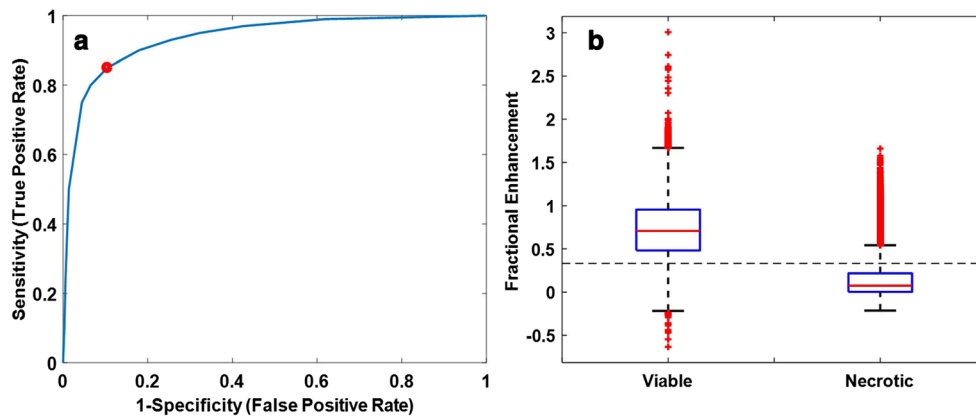 a
1
0.8
0.6
0.4
0.2
0
0 0.2 0.4 0.6 0.8 1
Sensitivity (True Positive Rate)
1-Specificity (False Positive Rate)
b
3
2.5
2
1.5
1
0.5
0
-0.5
Fractional Enhancement
Viable Necrotic